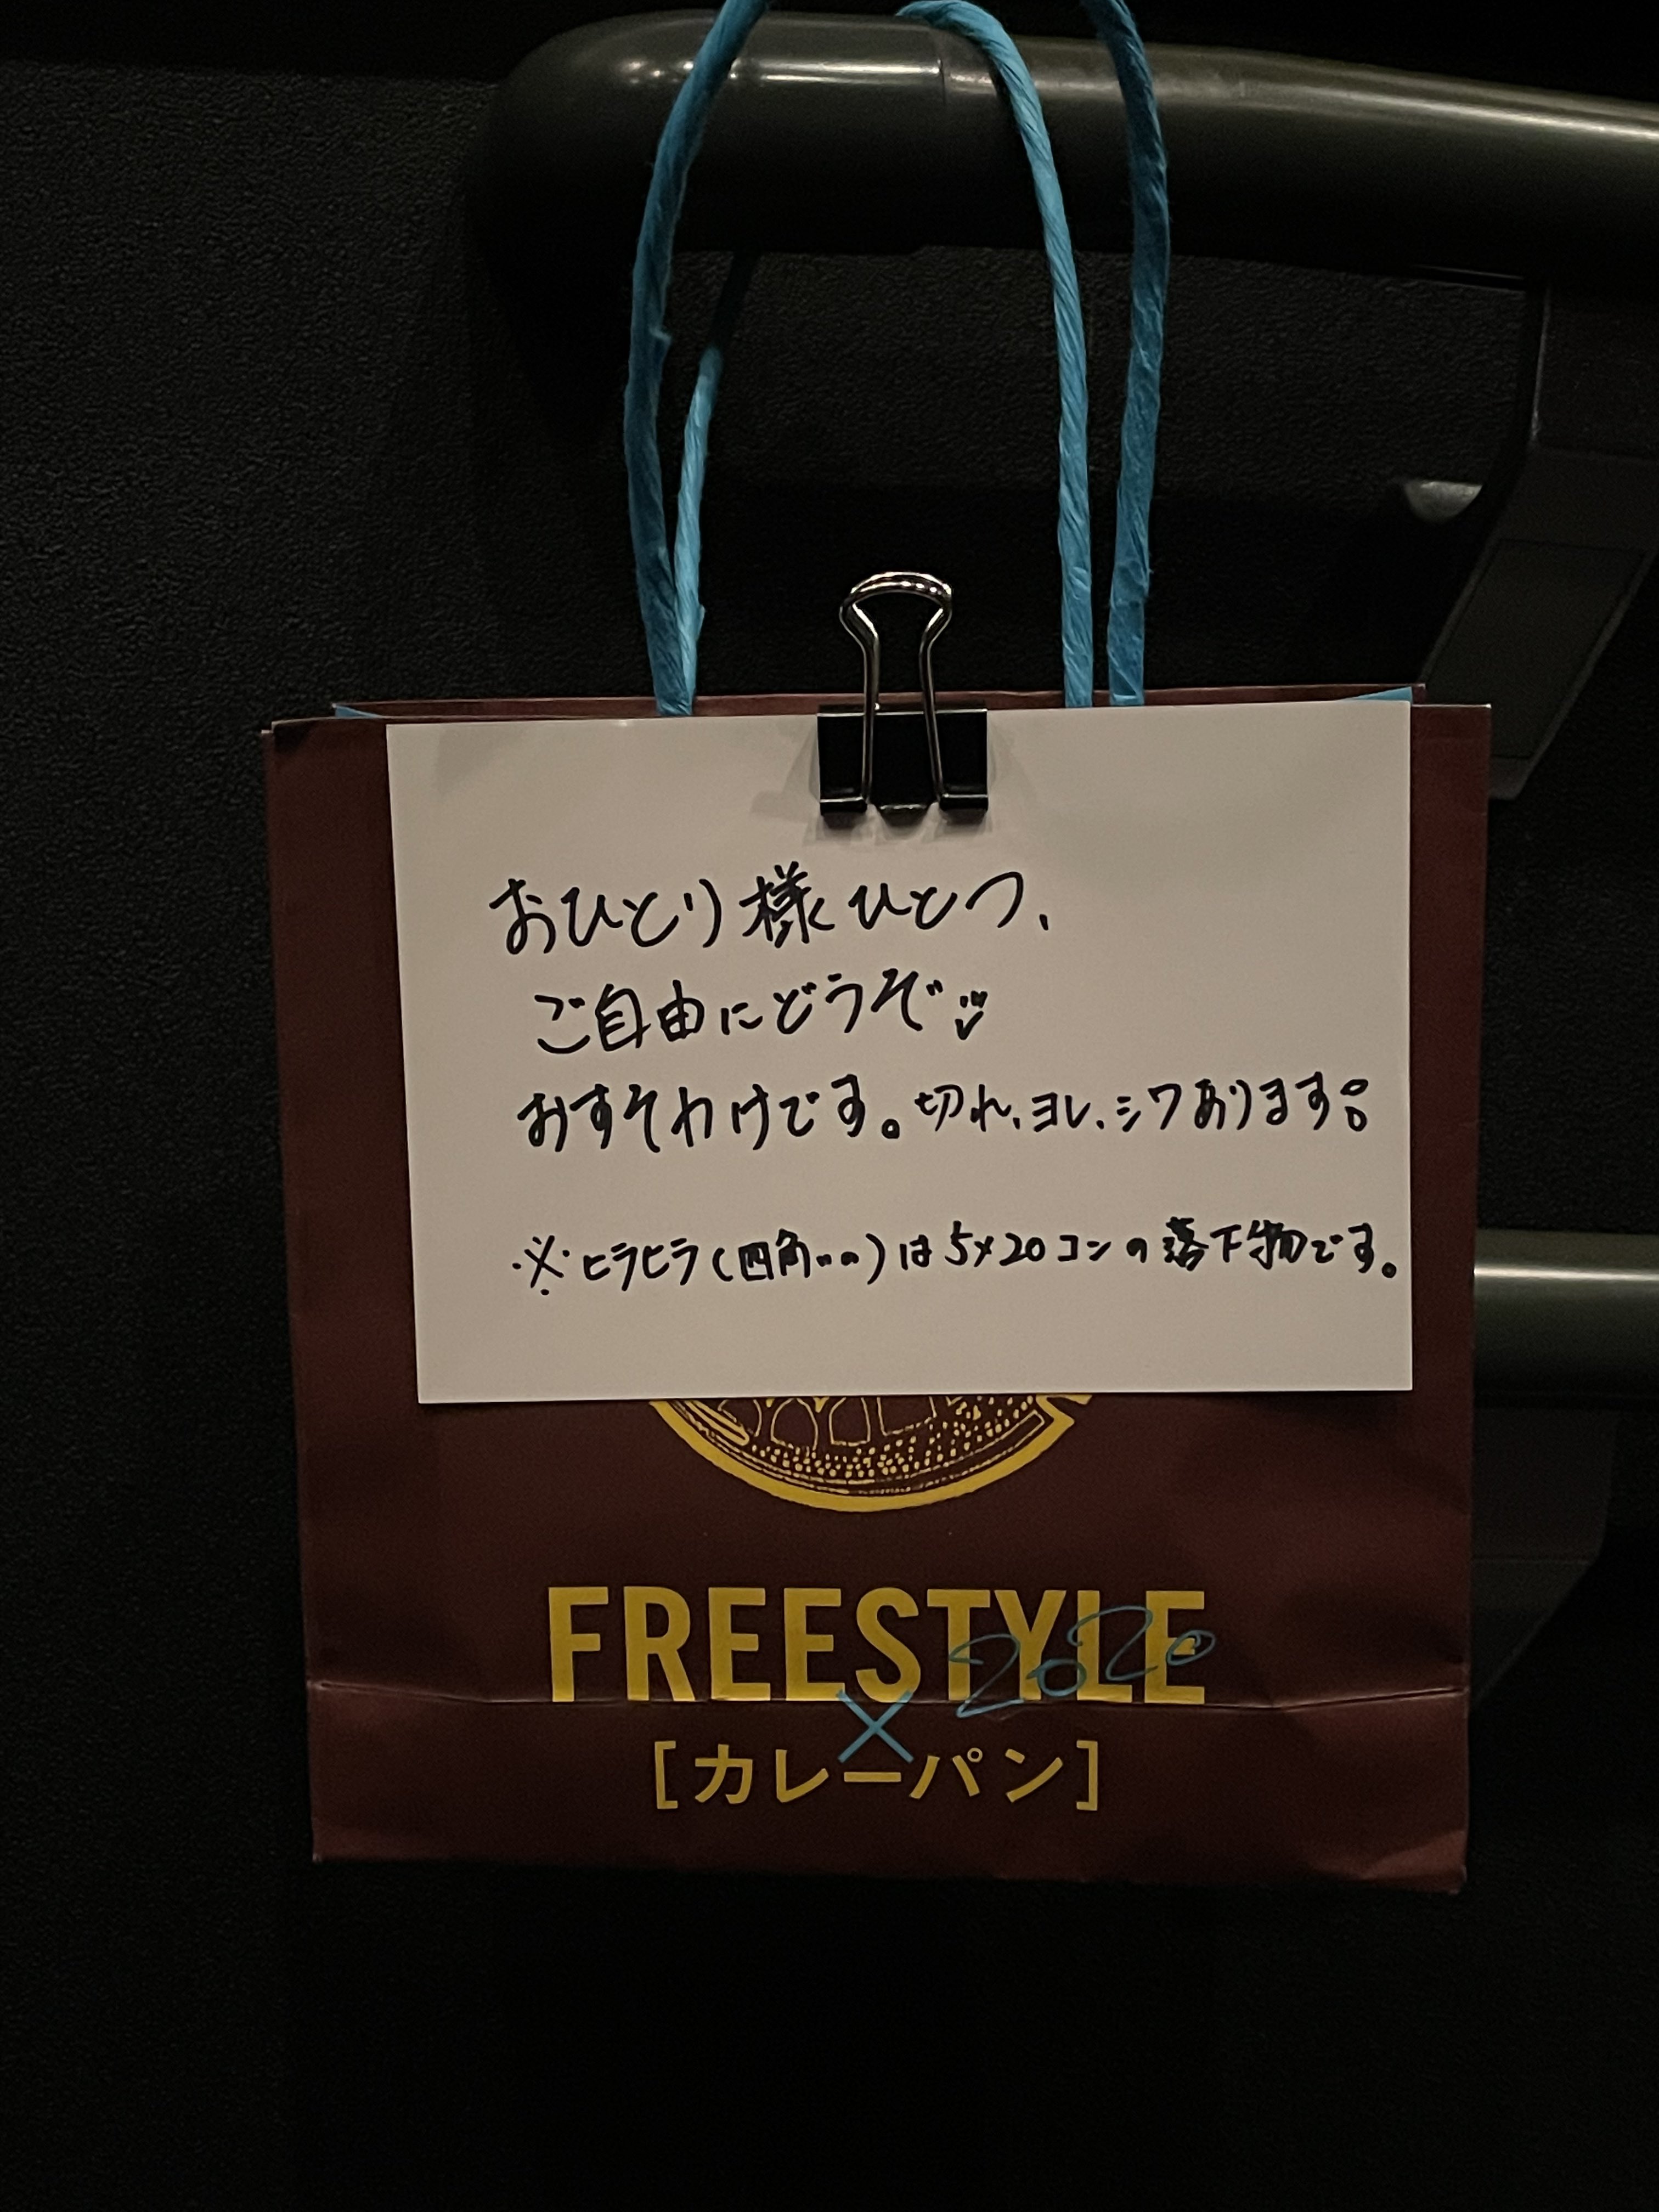 おひとり様ひとつ、
ご自由にどうぞ
おすそわけです。切れ、ヨレ、シワあります。
※ヒラヒラ(四角いの)は5×20コンの落下物です。
FREESTYLE
2020
×
[カレーパン]